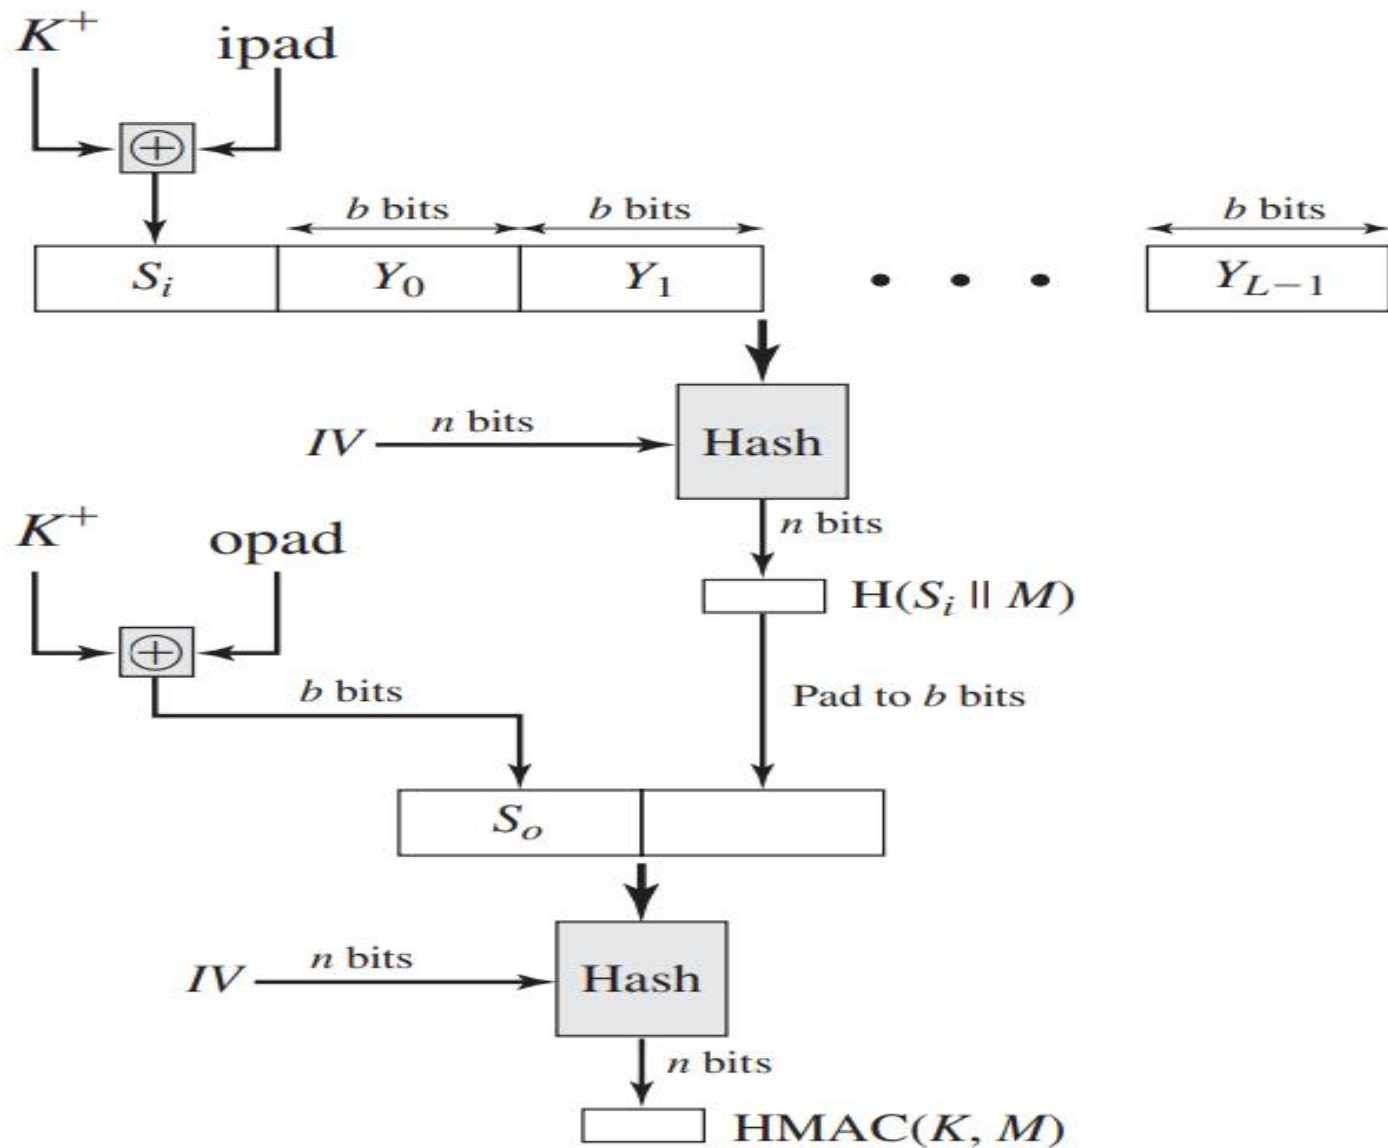 K⁺ ipad
b bits b bits b bits
Sᵢ Y₀ Y₁ Y_{L−1}
IV n bits Hash
n bits
K⁺ opad
H(Sᵢ || M)
b bits
Pad to b bits
Sₒ
IV n bits Hash
n bits
HMAC(K, M)